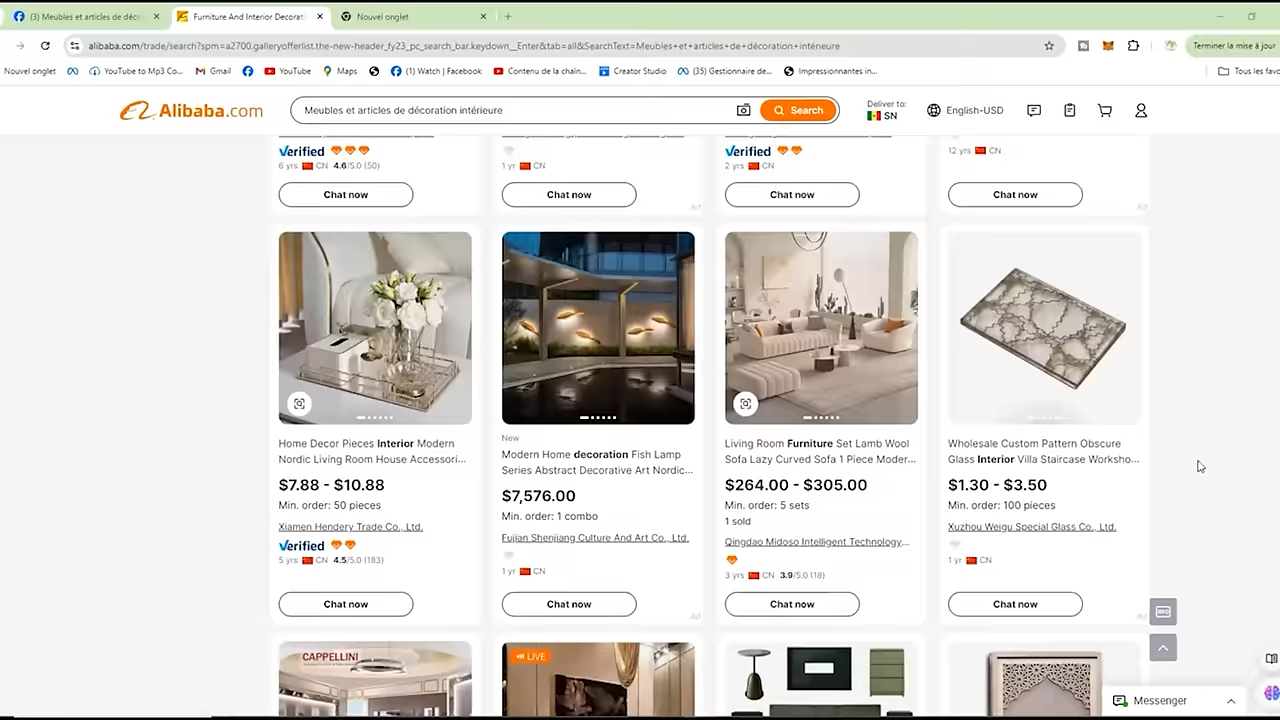 (3) Meubles et articles de déco
Furniture And Interior Decorati
Nouvel onglet
alibaba.com/trade/search?spm=a2700.galleryofferlist.the-new-header_fy23_pc_search_bar.keydown__Enter&tab=all&SearchText=Meubles+et+articles+de+décoration+intérieure
Terminer la mise à jour
Nouvel onglet
YouTube to Mp3 Co...
Gmail
YouTube
Maps
(1) Watch | Facebook
Contenu de la chaîn...
Creator Studio
(35) Gestionnaire de...
Impressionnantes in...
Tous les favo
Alibaba.com
Meubles et articles de décoration intérieure
Search
Deliver to:
SN
English-USD
Verified
6 yrs CN 4.6/5.0 (50)
Chat now
1 yr CN
Chat now
Ad
Verified
2 yrs CN
Chat now
12 yrs CN
Chat now
Ad
Home Decor Pieces Interior Modern
Nordic Living Room House Accessori...
$7.88 - $10.88
Min. order: 50 pieces
Xiamen Hendery Trade Co., Ltd.
Verified
5 yrs CN 4.5/5.0 (183)
Chat now
New
Modern Home decoration Fish Lamp
Series Abstract Decorative Art Nordic...
$7,576.00
Min. order: 1 combo
Fujian Shenjiang Culture And Art Co., Ltd.
1 yr CN
Chat now
Ad
Living Room Furniture Set Lamb Wool
Sofa Lazy Curved Sofa 1 Piece Moder...
$264.00 - $305.00
Min. order: 5 sets
1 sold
Qingdao Midoso Intelligent Technology...
3 yrs CN 3.9/5.0 (18)
Chat now
Wholesale Custom Pattern Obscure
Glass Interior Villa Staircase Worksho...
$1.30 - $3.50
Min. order: 100 pieces
Xuzhou Weigu Special Glass Co., Ltd.
1 yr CN
Chat now
Ad
RFQ
CAPPELLINI
LIVE
Messenger